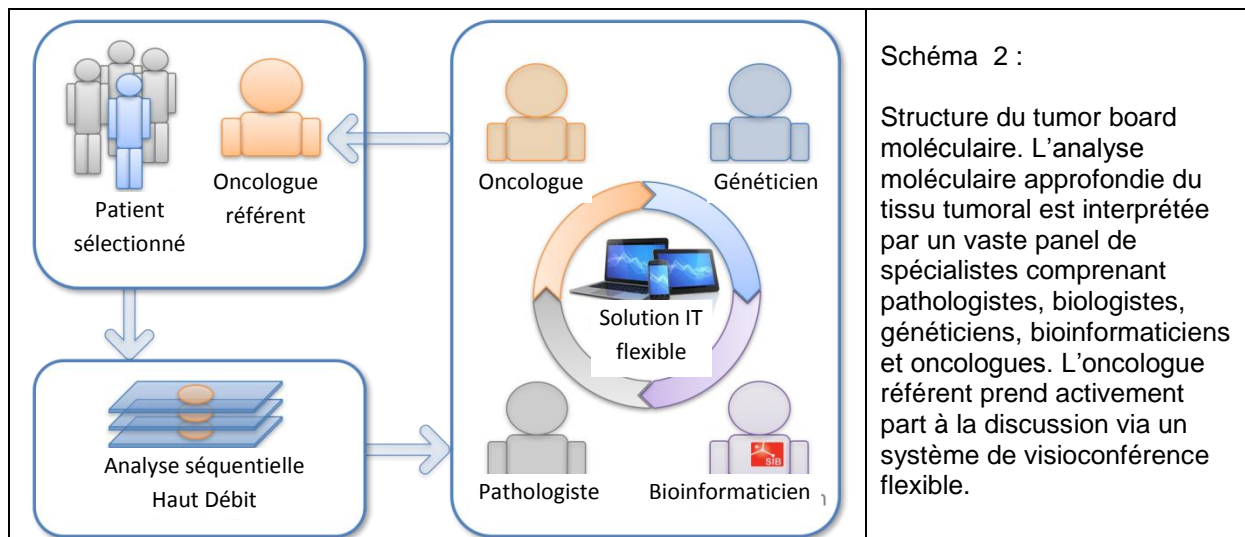 Patient
sélectionné
Oncologue
référent
Analyse séquentielle
Haut Débit
Oncologue
Généticien
Solution IT
flexible
Pathologiste
Bioinformaticien
SIB
Schéma 2 :
Structure du tumor board
moléculaire. L'analyse
moléculaire approfondie du
tissu tumoral est interprétée
par un vaste panel de
spécialistes comprenant
pathologistes, biologistes,
généticiens, bioinformaticiens
et oncologues. L'oncologue
référent prend activement
part à la discussion via un
système de visioconférence
flexible.